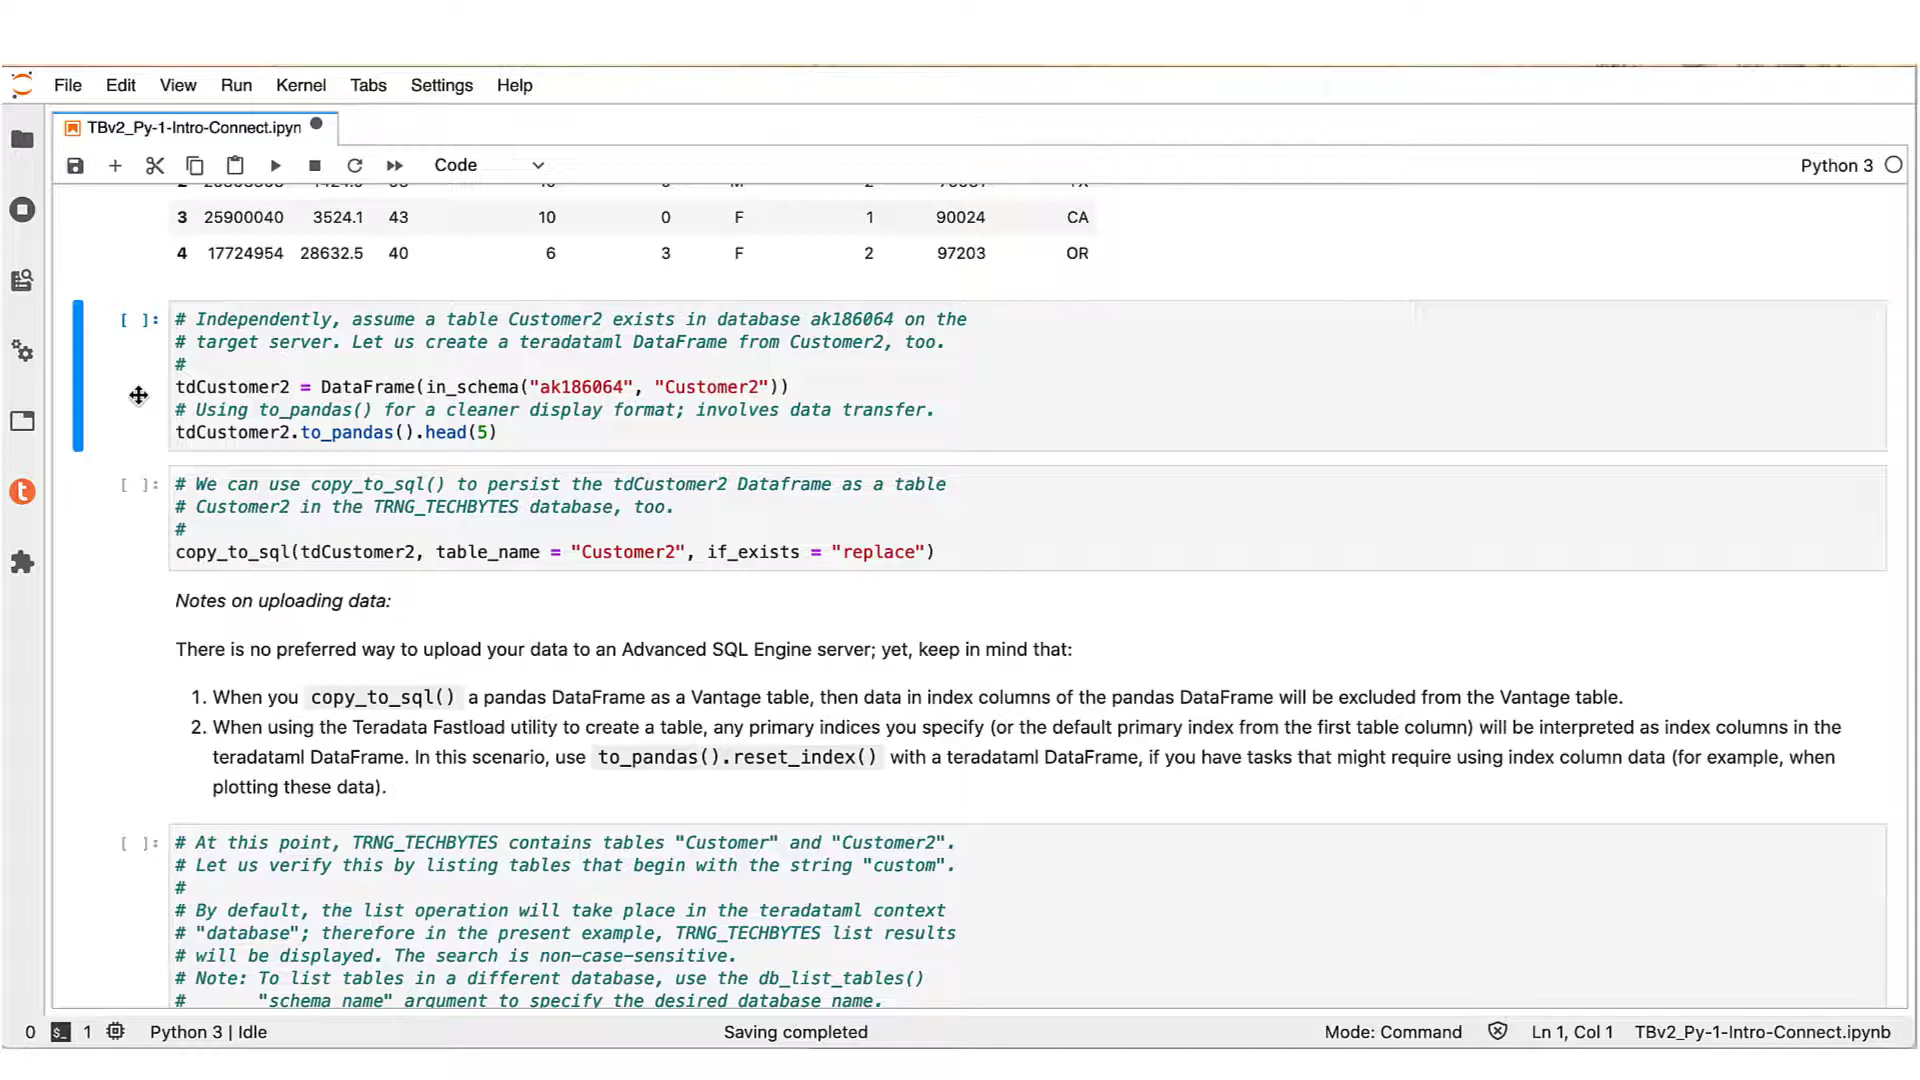 File Edit View Run Kernel Tabs Settings Help
TBv2_Py-1-Intro-Connect.ipyn
Code Python 3
3 25900040 3524.1 43 10 0 F 1 90024 CA
4 17724954 28632.5 40 6 3 F 2 97203 OR
[ ]: # Independently, assume a table Customer2 exists in database ak186064 on the
# target server. Let us create a teradataml DataFrame from Customer2, too.
#
tdCustomer2 = DataFrame(in_schema("ak186064", "Customer2"))
# Using to_pandas() for a cleaner display format; involves data transfer.
tdCustomer2.to_pandas().head(5)
[ ]: # We can use copy_to_sql() to persist the tdCustomer2 Dataframe as a table
# Customer2 in the TRNG_TECHBYTES database, too.
#
copy_to_sql(tdCustomer2, table_name = "Customer2", if_exists = "replace")
Notes on uploading data:
There is no preferred way to upload your data to an Advanced SQL Engine server; yet, keep in mind that:
1. When you copy_to_sql() a pandas DataFrame as a Vantage table, then data in index columns of the pandas DataFrame will be excluded from the Vantage table.
2. When using the Teradata Fastload utility to create a table, any primary indices you specify (or the default primary index from the first table column) will be interpreted as index columns in the
teradataml DataFrame. In this scenario, use to_pandas().reset_index() with a teradataml DataFrame, if you have tasks that might require using index column data (for example, when
plotting these data).
[ ]: # At this point, TRNG_TECHBYTES contains tables "Customer" and "Customer2".
# Let us verify this by listing tables that begin with the string "custom".
#
# By default, the list operation will take place in the teradataml context
# "database"; therefore in the present example, TRNG_TECHBYTES list results
# will be displayed. The search is non-case-sensitive.
# Note: To list tables in a different database, use the db_list_tables()
# "schema_name" argument to specify the desired database name.
0 $_ 1 Python 3 | Idle Saving completed Mode: Command Ln 1, Col 1 TBv2_Py-1-Intro-Connect.ipynb